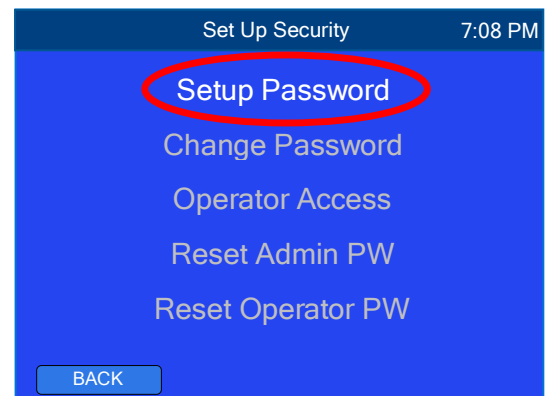 Set Up Security 7:08 PM
Setup Password
Change Password
Operator Access
Reset Admin PW
Reset Operator PW
BACK